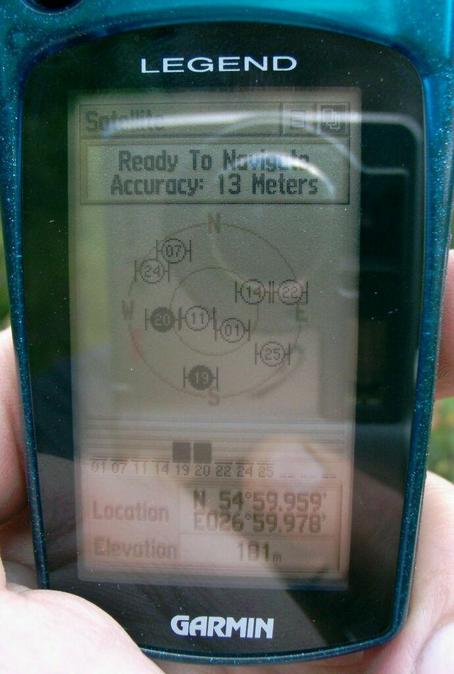 LEGEND
Satellite
Ready To Navigate
Accuracy: 13 Meters
N
07
24
14 22
W E
20 11 01
25
19
S
01 07 11 14 19 20 22 24 25
Location N 54°59.959'
E026°59.978'
Elevation 181m
GARMIN